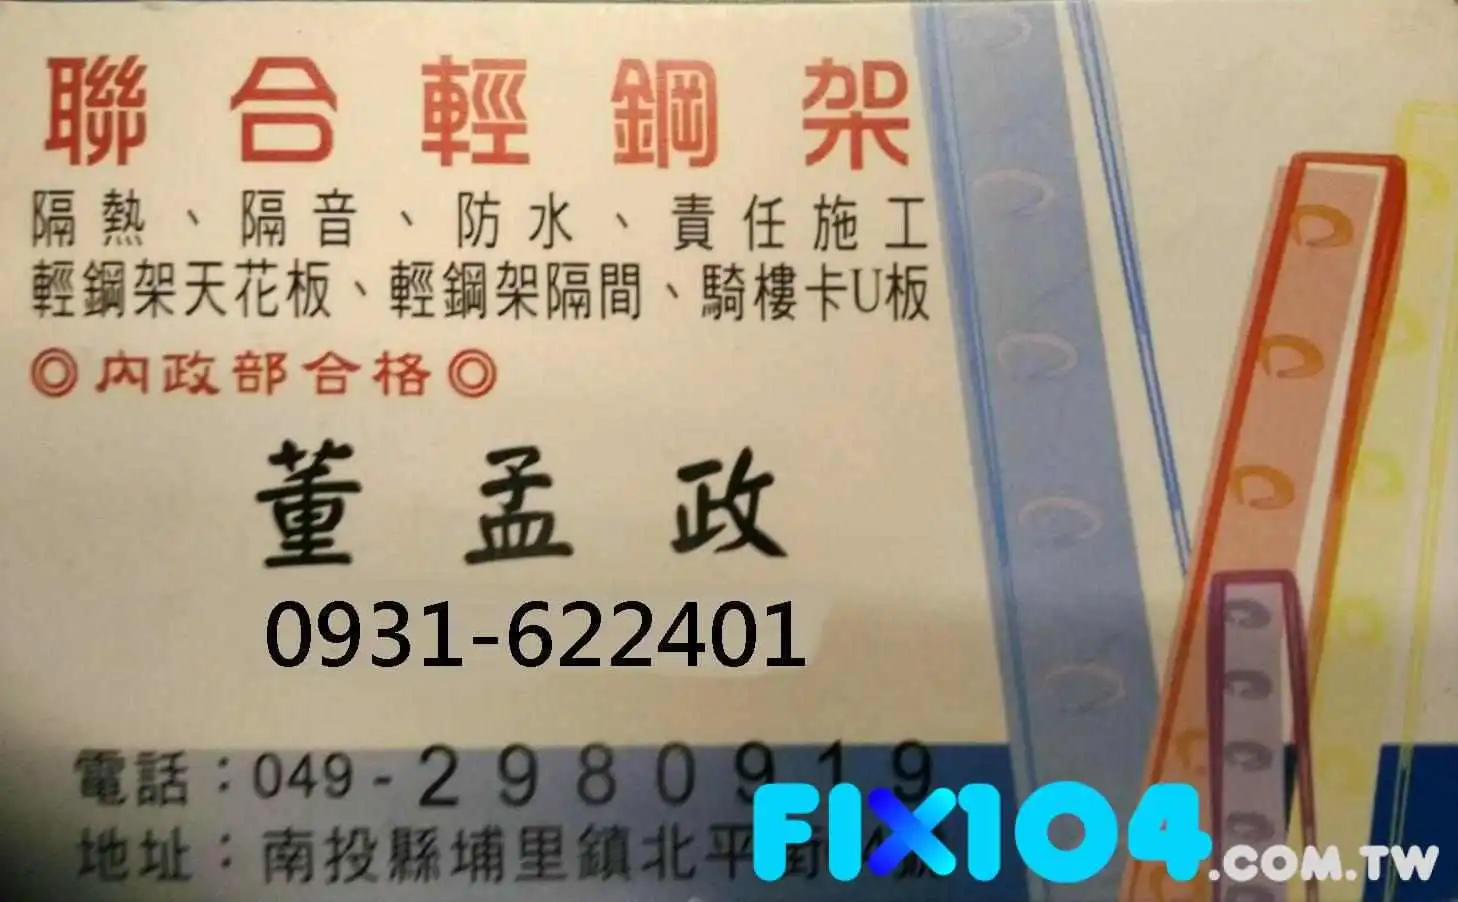 聯合輕鋼架
隔熱、隔音、防水、責任施工
輕鋼架天花板、輕鋼架隔間、騎樓卡U板
◎內政部合格◎
董孟政
0931-622401
電話：049-2980919
地址：南投縣埔里鎮北平街
FIX104.COM.TW